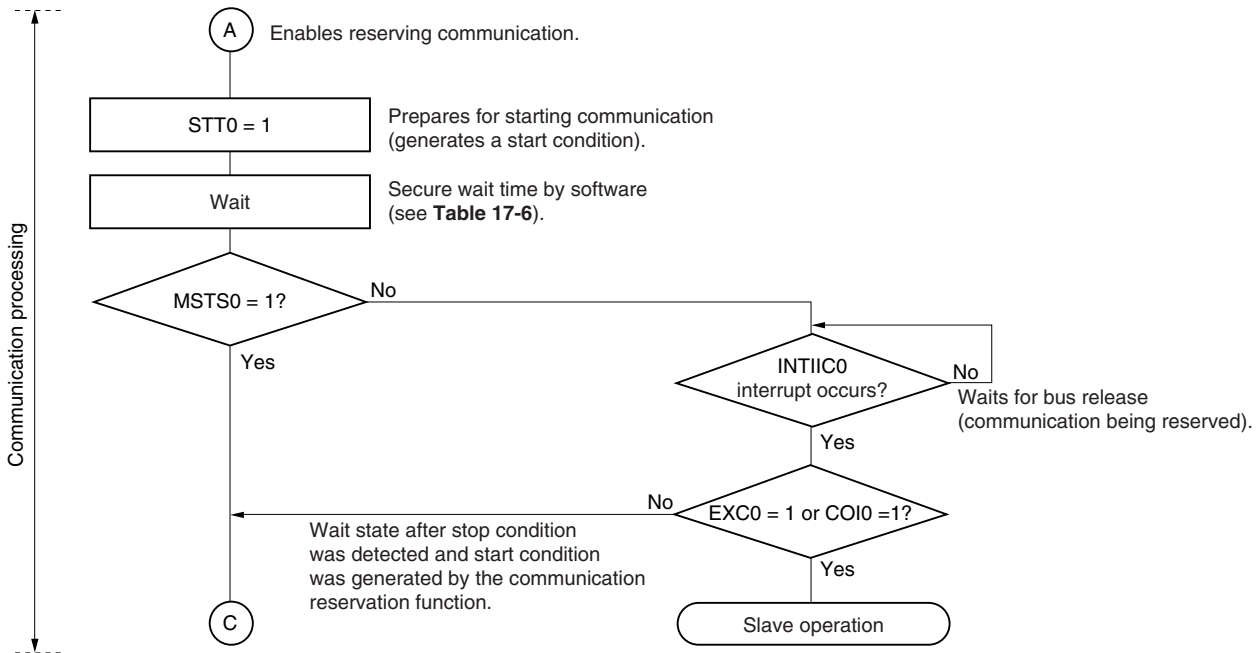 A
Enables reserving communication.
STT0 = 1
Prepares for starting communication
(generates a start condition).
Wait
Secure wait time by software
(see Table 17-6).
Communication processing
MSTS0 = 1?
No
Yes
INTIIC0
interrupt occurs?
No
Waits for bus release
(communication being reserved).
Yes
EXC0 = 1 or COI0 =1?
No
Wait state after stop condition
was detected and start condition
was generated by the communication
reservation function.
Yes
C
Slave operation